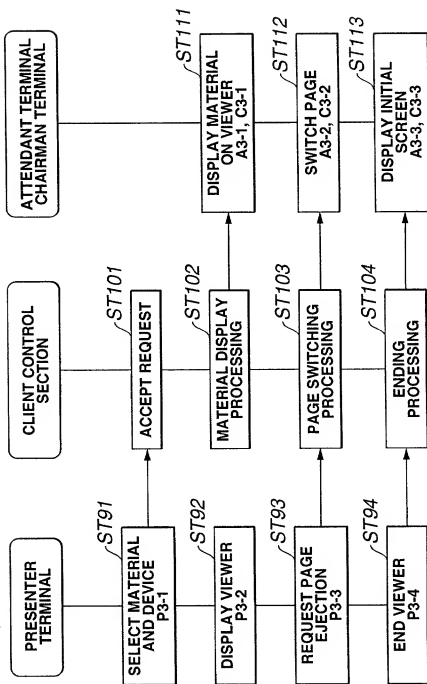 PRESENTER
TERMINAL
ST91
SELECT MATERIAL
AND DEVICE
P3-1
ST92
DISPLAY VIEWER
P3-2
ST93
REQUEST PAGE
EJECTION
P3-3
ST94
END VIEWER
P3-4
CLIENT CONTROL
SECTION
ST101
ACCEPT REQUEST
ST102
MATERIAL DISPLAY
PROCESSING
ST103
PAGE SWITCHING
PROCESSING
ST104
ENDING
PROCESSING
ATTENDANT TERMINAL
CHAIRMAN TERMINAL
ST111
DISPLAY MATERIAL
ON VIEWER
A3-1, C3-1
ST112
SWITCH PAGE
A3-2, C3-2
ST113
DISPLAY INITIAL
SCREEN
A3-3, C3-3